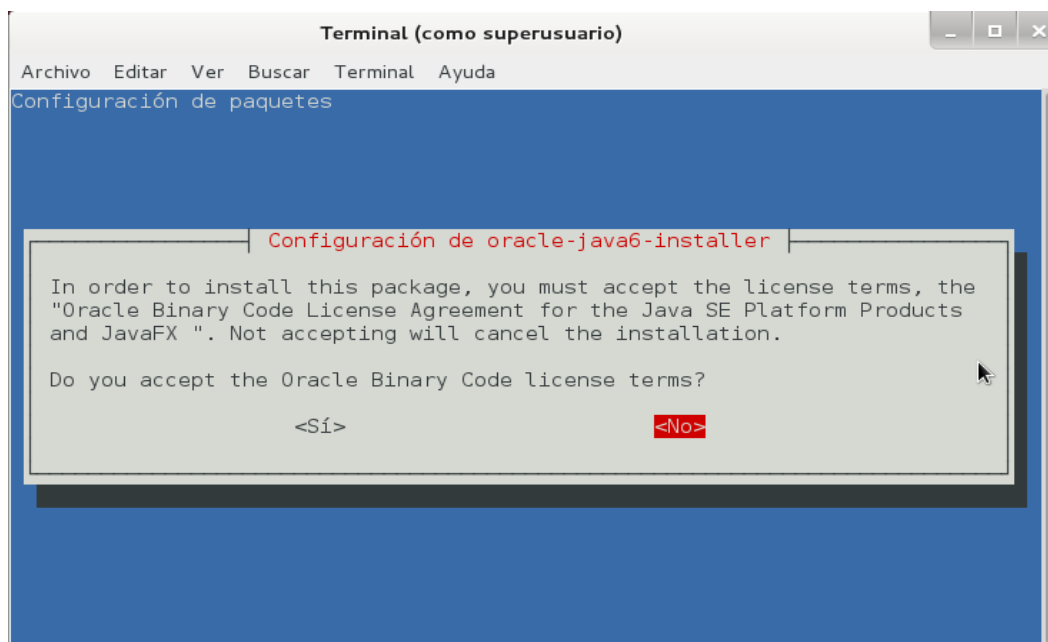 Terminal (como superusuario)
Archivo Editar Ver Buscar Terminal Ayuda
Configuración de paquetes
Configuración de oracle-java6-installer
In order to install this package, you must accept the license terms, the
"Oracle Binary Code License Agreement for the Java SE Platform Products
and JavaFX ". Not accepting will cancel the installation.
Do you accept the Oracle Binary Code license terms?
<Sí> <No>